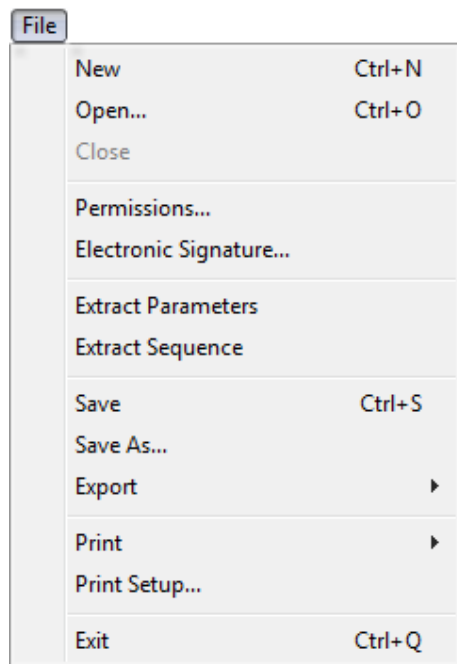 File
New Ctrl+N
Open... Ctrl+O
Close
Permissions...
Electronic Signature...
Extract Parameters
Extract Sequence
Save Ctrl+S
Save As...
Export
Print
Print Setup...
Exit Ctrl+Q